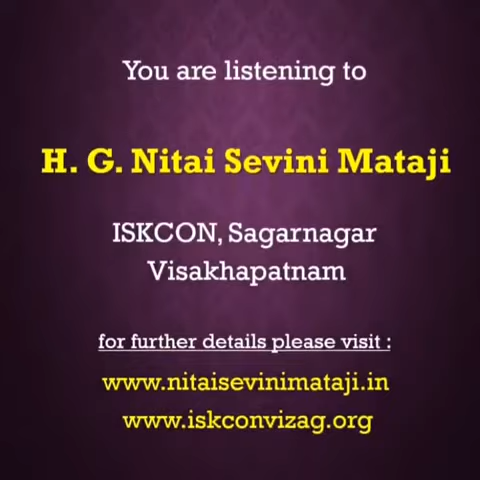 You are listening to
H. G. Nitai Sevini Mataji
ISKCON, Sagarnagar
Visakhapatnam
for further details please visit :
www.nitaisevinimataji.in
www.iskconvizag.org